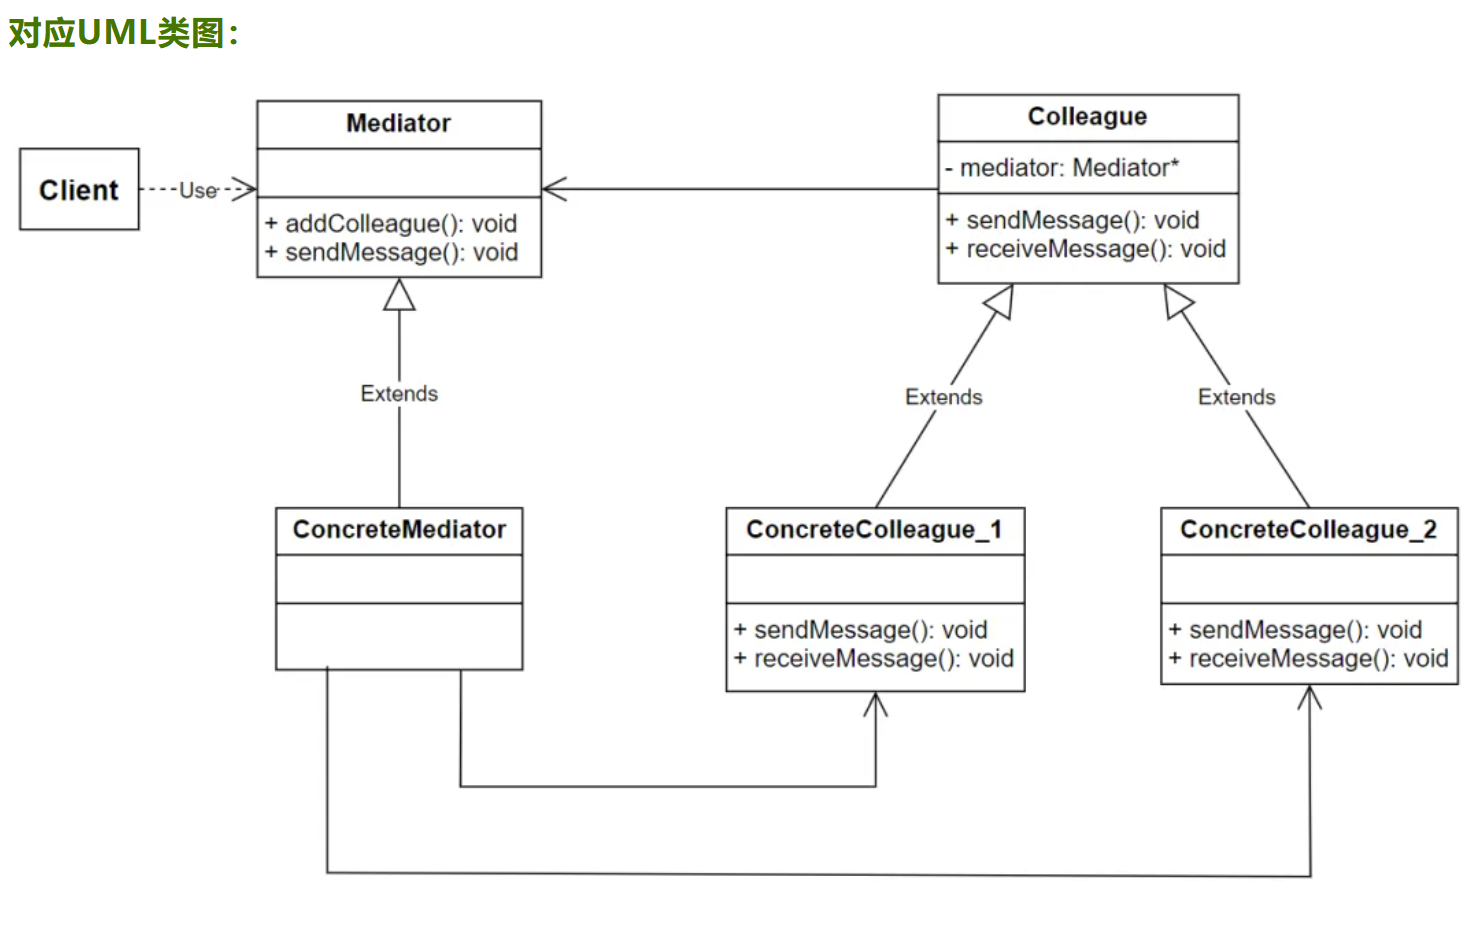 对应UML类图：
Client
Use
Mediator
+ addColleague(): void
+ sendMessage(): void
Colleague
- mediator: Mediator*
+ sendMessage(): void
+ receiveMessage(): void
Extends
Extends
Extends
ConcreteMediator
ConcreteColleague_1
+ sendMessage(): void
+ receiveMessage(): void
ConcreteColleague_2
+ sendMessage(): void
+ receiveMessage(): void